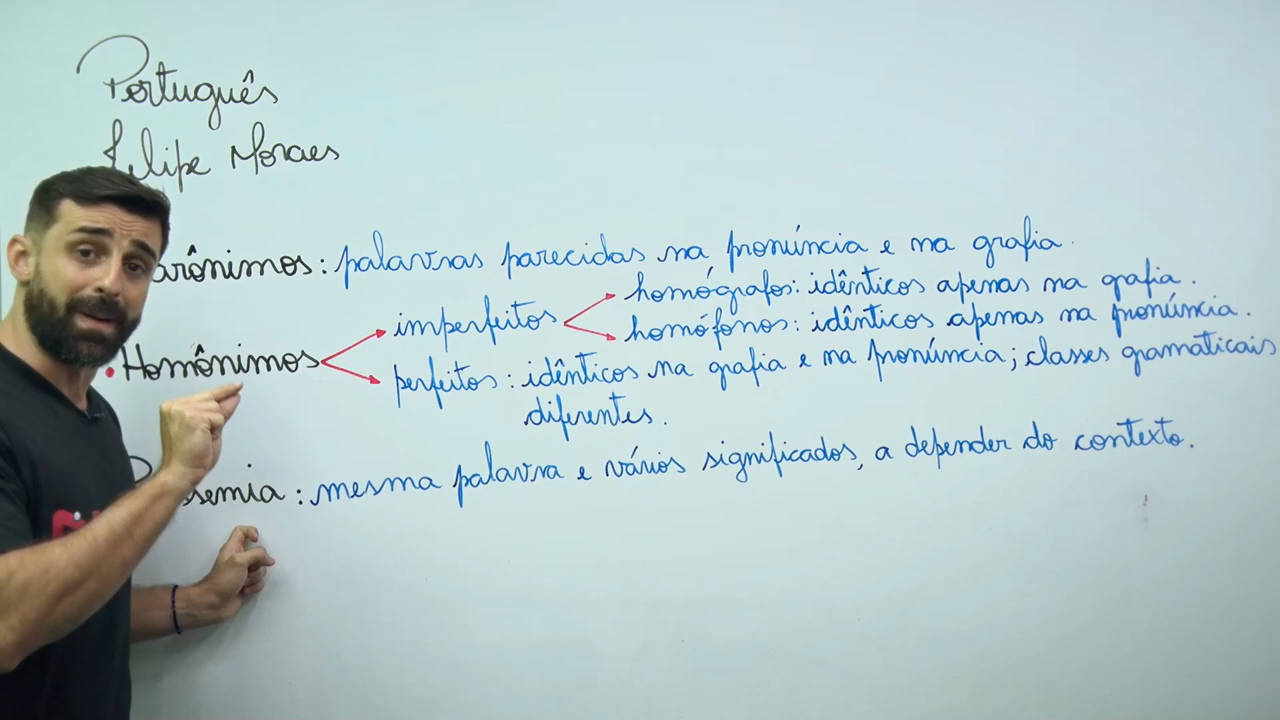 Português
Felipe Moraes
arônimos: palavras parecidas na pronúncia e na grafia.
homógrafos: idênticos apenas na grafia.
imperfeitos
homófonos: idênticos apenas na pronúncia.
Homônimos
perfeitos: idênticos na grafia e na pronúncia; classes gramaticais
diferentes.
semia: mesma palavra e vários significados, a depender do contexto.